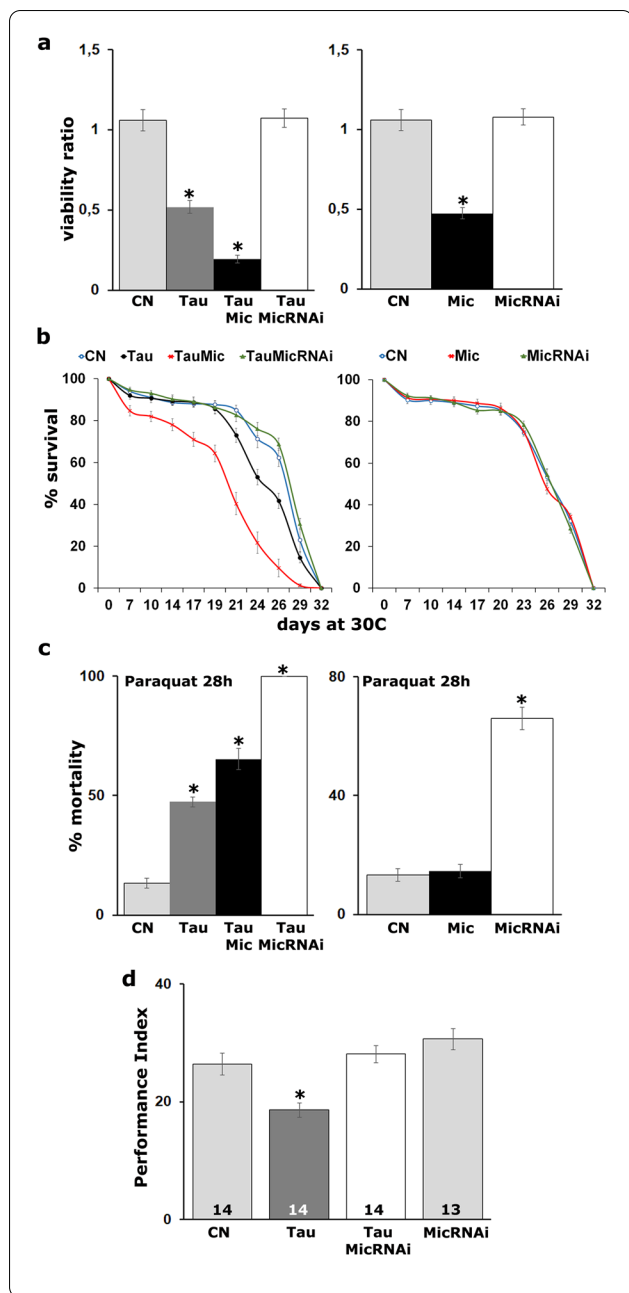 a
1,5
1
0,5
0
viability ratio
*
*
CN Tau Tau Mic Tau MicRNAi
1,5
1
0,5
0
*
CN Mic MicRNAi
b
CN Tau TauMic TauMicRNAi
100
80
60
40
20
0
% survival
0 7 10 14 17 19 21 24 26 29 32
CN Mic MicRNAi
100
80
60
40
20
0
0 7 10 14 17 20 23 26 29 32
days at 30C
c
100
50
0
% mortality
Paraquat 28h
*
*
*
CN Tau Tau Mic Tau MicRNAi
80
40
0
Paraquat 28h
*
CN Mic MicRNAi
d
40
20
0
Performance Index
*
14 14 14 13
CN Tau Tau MicRNAi MicRNAi